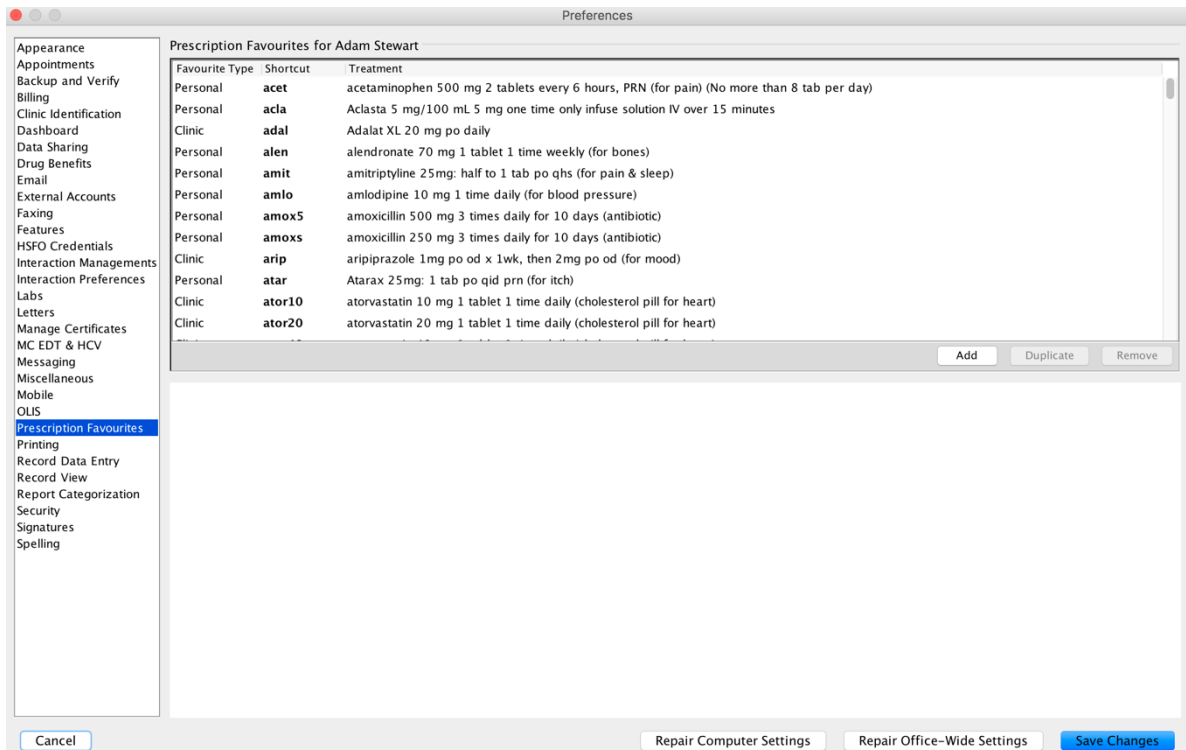 Preferences
Appearance
Appointments
Backup and Verify
Billing
Clinic Identification
Dashboard
Data Sharing
Drug Benefits
Email
External Accounts
Faxing
Features
HSFO Credentials
Interaction Managements
Interaction Preferences
Labs
Letters
Manage Certificates
MC EDT & HCV
Messaging
Miscellaneous
Mobile
OLIS
Prescription Favourites
Printing
Record Data Entry
Record View
Report Categorization
Security
Signatures
Spelling
Prescription Favourites for Adam Stewart
Favourite Type Shortcut Treatment
Personal acet acetaminophen 500 mg 2 tablets every 6 hours, PRN (for pain) (No more than 8 tab per day)
Personal acla Aclasta 5 mg/100 mL 5 mg one time only infuse solution IV over 15 minutes
Clinic adal Adalat XL 20 mg po daily
Personal alen alendronate 70 mg 1 tablet 1 time weekly (for bones)
Personal amit amitriptyline 25mg: half to 1 tab po qhs (for pain & sleep)
Personal amlo amlodipine 10 mg 1 time daily (for blood pressure)
Personal amox5 amoxicillin 500 mg 3 times daily for 10 days (antibiotic)
Personal amoxs amoxicillin 250 mg 3 times daily for 10 days (antibiotic)
Clinic arip aripiprazole 1mg po od x 1wk, then 2mg po od (for mood)
Personal atar Atarax 25mg: 1 tab po qid prn (for itch)
Clinic ator10 atorvastatin 10 mg 1 tablet 1 time daily (cholesterol pill for heart)
Clinic ator20 atorvastatin 20 mg 1 tablet 1 time daily (cholesterol pill for heart)
Add Duplicate Remove
Cancel Repair Computer Settings Repair Office-Wide Settings Save Changes